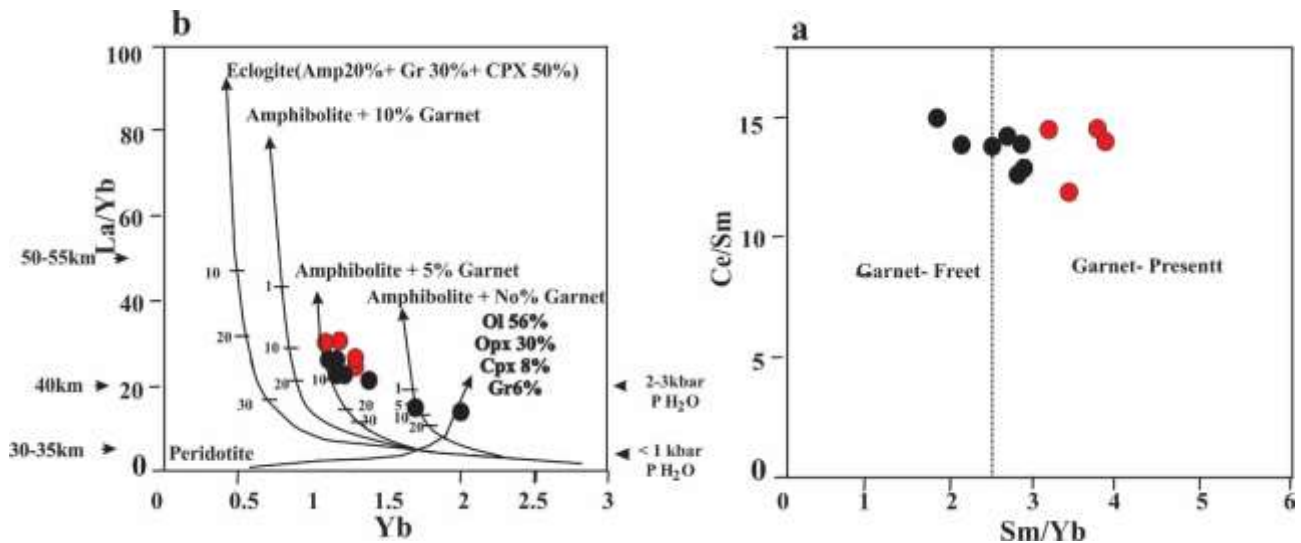 b
a
100
80
60
40
20
0
La/Yb
Eclogite(Amp20%+ Gr 30%+ CPX 50%)
Amphibolite + 10% Garnet
Amphibolite + 5% Garnet
Amphibolite + No% Garnet
Ol 56%
Opx 30%
Cpx 8%
Gr6%
10
20
30
1
10
20
10
20
40
1
5
10
20
Peridotite
50-55km
40km
30-35km
2-3kbar
P H2O
< 1 kbar
P H2O
0
0.5
1
1.5
2
2.5
3
Yb
15
10
5
0
Ce/Sm
Garnet- Freet
Garnet- Presentt
0
1
2
3
4
5
6
Sm/Yb